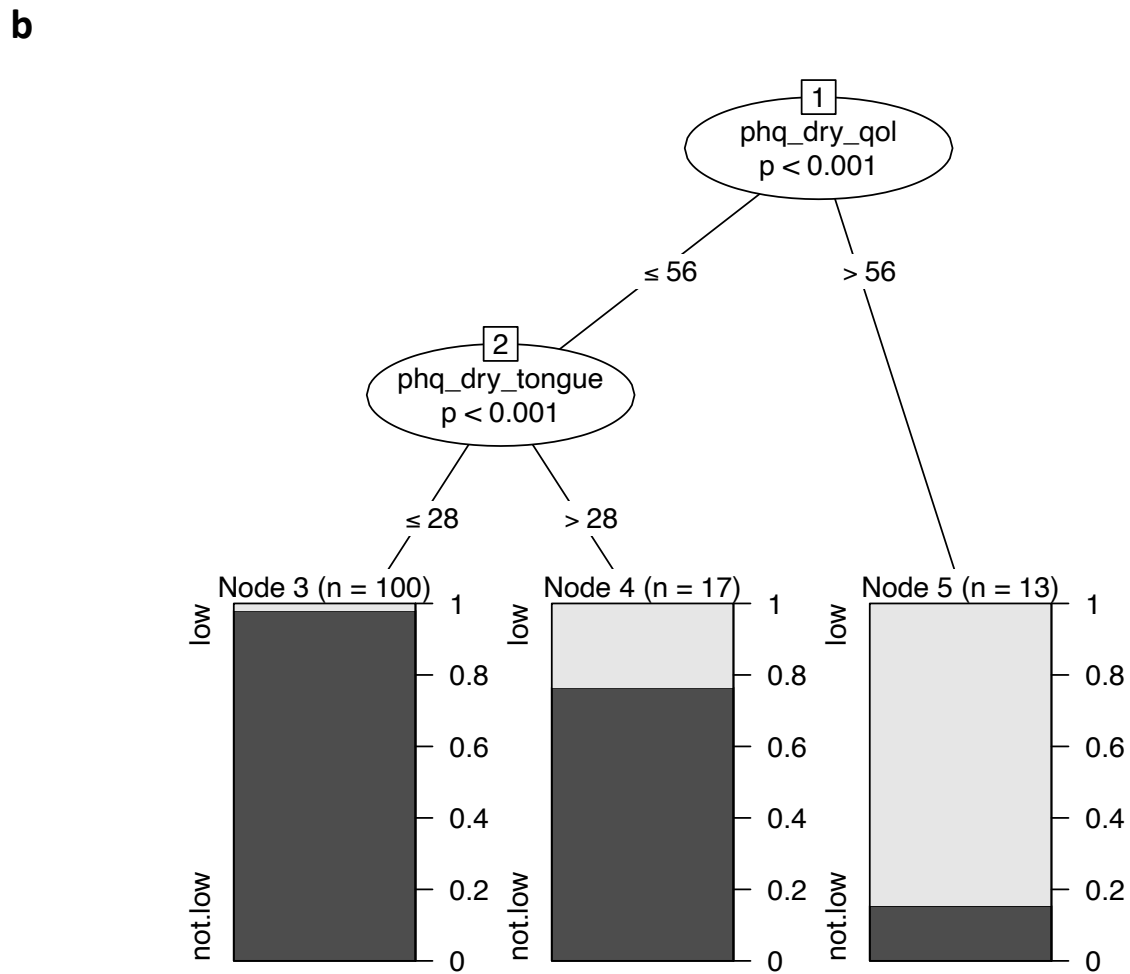 b
1
phq_dry_qol
p < 0.001
≤ 56
> 56
2
phq_dry_tongue
p < 0.001
≤ 28
> 28
Node 3 (n = 100)
low
not.low
1
0.8
0.6
0.4
0.2
0
Node 4 (n = 17)
low
not.low
1
0.8
0.6
0.4
0.2
0
Node 5 (n = 13)
low
not.low
1
0.8
0.6
0.4
0.2
0